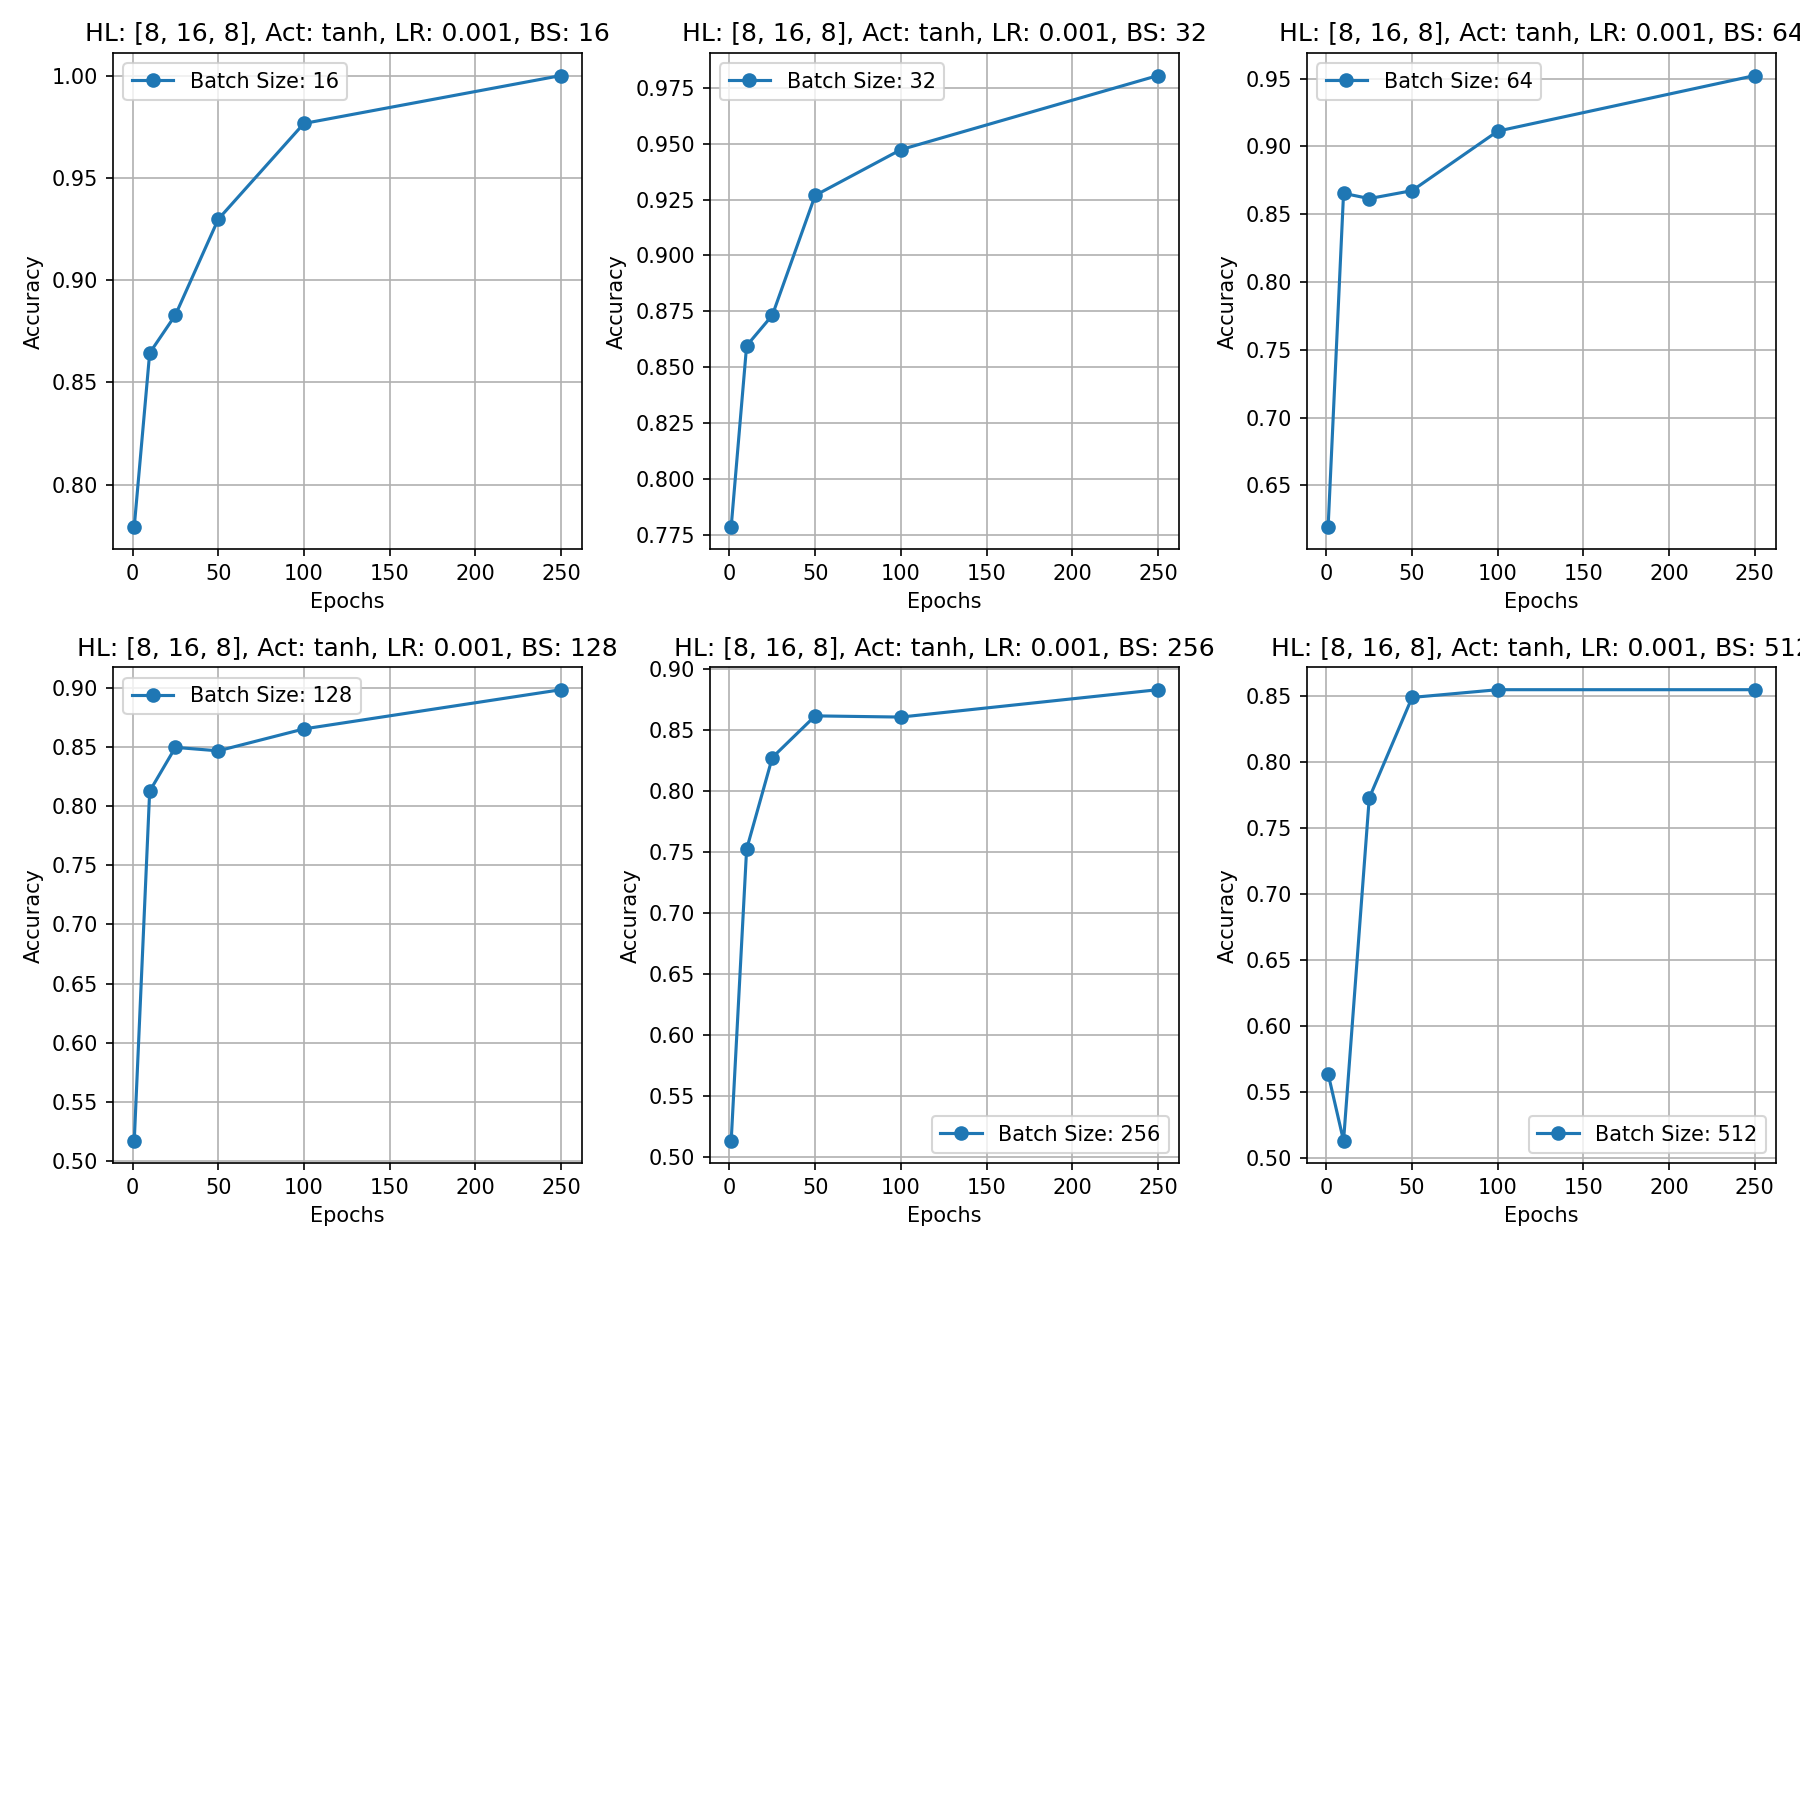 HL: [8, 16, 8], Act: tanh, LR: 0.001, BS: 16
Batch Size: 16
1.00
0.95
0.90
0.85
0.80
Accuracy
0 50 100 150 200 250
Epochs
HL: [8, 16, 8], Act: tanh, LR: 0.001, BS: 32
Batch Size: 32
0.975
0.950
0.925
0.900
0.875
0.850
0.825
0.800
0.775
Accuracy
0 50 100 150 200 250
Epochs
HL: [8, 16, 8], Act: tanh, LR: 0.001, BS: 64
Batch Size: 64
0.95
0.90
0.85
0.80
0.75
0.70
0.65
Accuracy
0 50 100 150 200 250
Epochs
HL: [8, 16, 8], Act: tanh, LR: 0.001, BS: 128
Batch Size: 128
0.90
0.85
0.80
0.75
0.70
0.65
0.60
0.55
0.50
Accuracy
0 50 100 150 200 250
Epochs
HL: [8, 16, 8], Act: tanh, LR: 0.001, BS: 256
0.90
0.85
0.80
0.75
0.70
0.65
0.60
0.55
0.50
Accuracy
Batch Size: 256
0 50 100 150 200 250
Epochs
HL: [8, 16, 8], Act: tanh, LR: 0.001, BS: 512
0.85
0.80
0.75
0.70
0.65
0.60
0.55
0.50
Accuracy
Batch Size: 512
0 50 100 150 200 250
Epochs